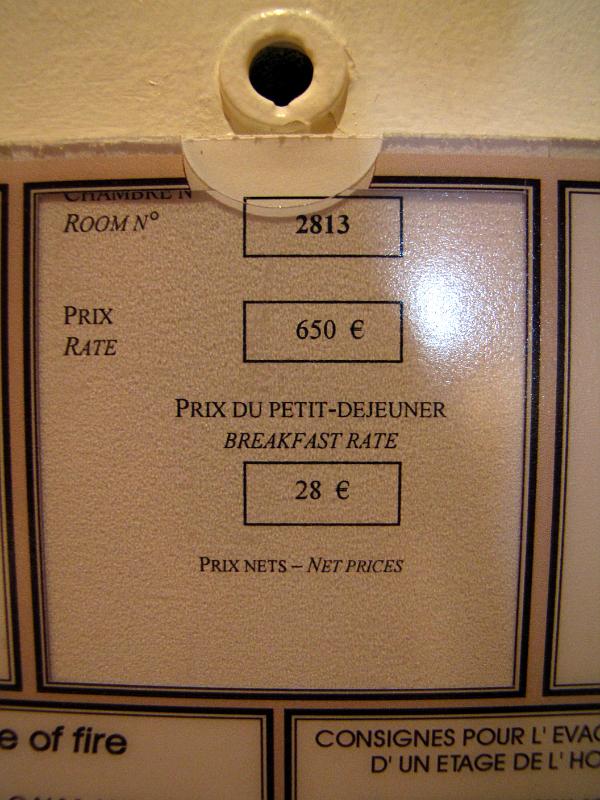 CHAMBRE N°
ROOM N°
2813
PRIX
RATE
650 €
PRIX DU PETIT-DEJEUNER
BREAKFAST RATE
28 €
PRIX NETS – NET PRICES
e of fire
CONSIGNES POUR L' EVAC
D' UN ETAGE DE L' HO